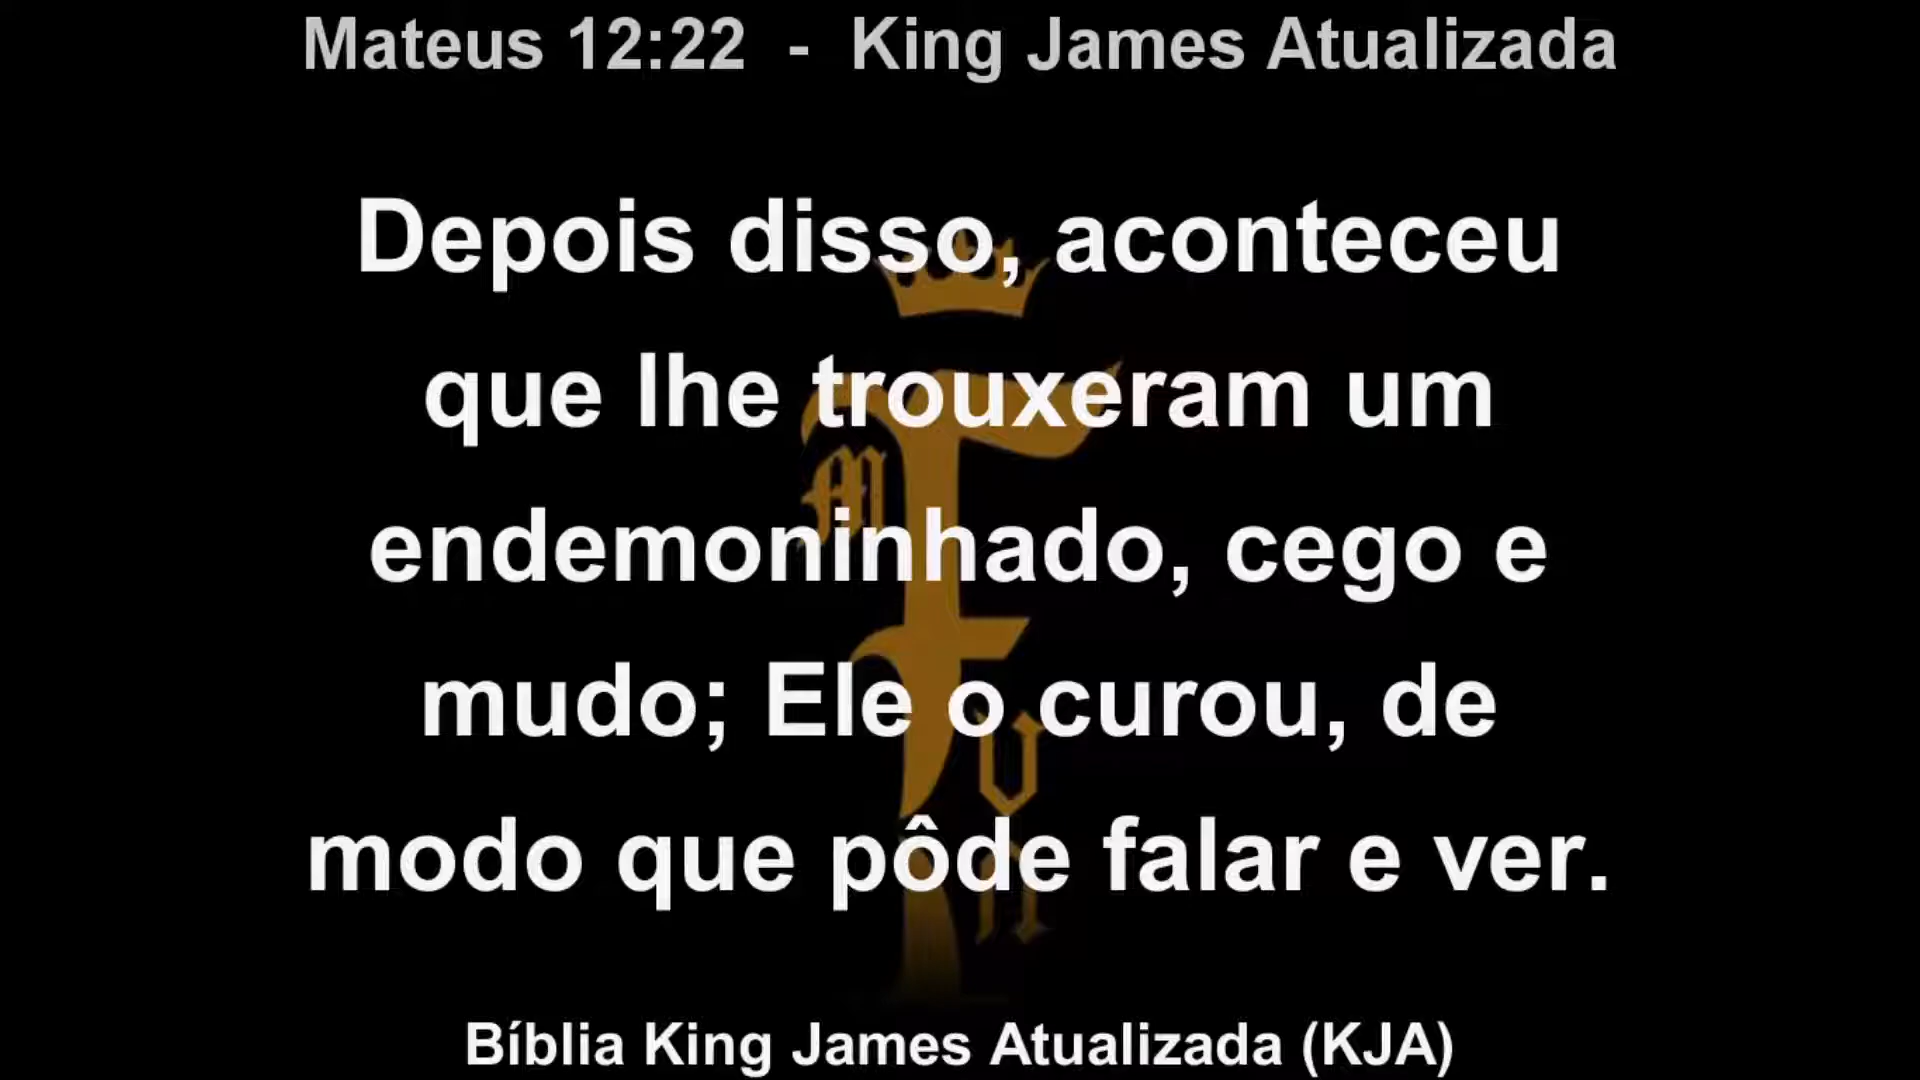 Mateus 12:22 - King James Atualizada
Depois disso, aconteceu
que lhe trouxeram um
endemoninhado, cego e
mudo; Ele o curou, de
modo que pôde falar e ver.
Bíblia King James Atualizada (KJA)